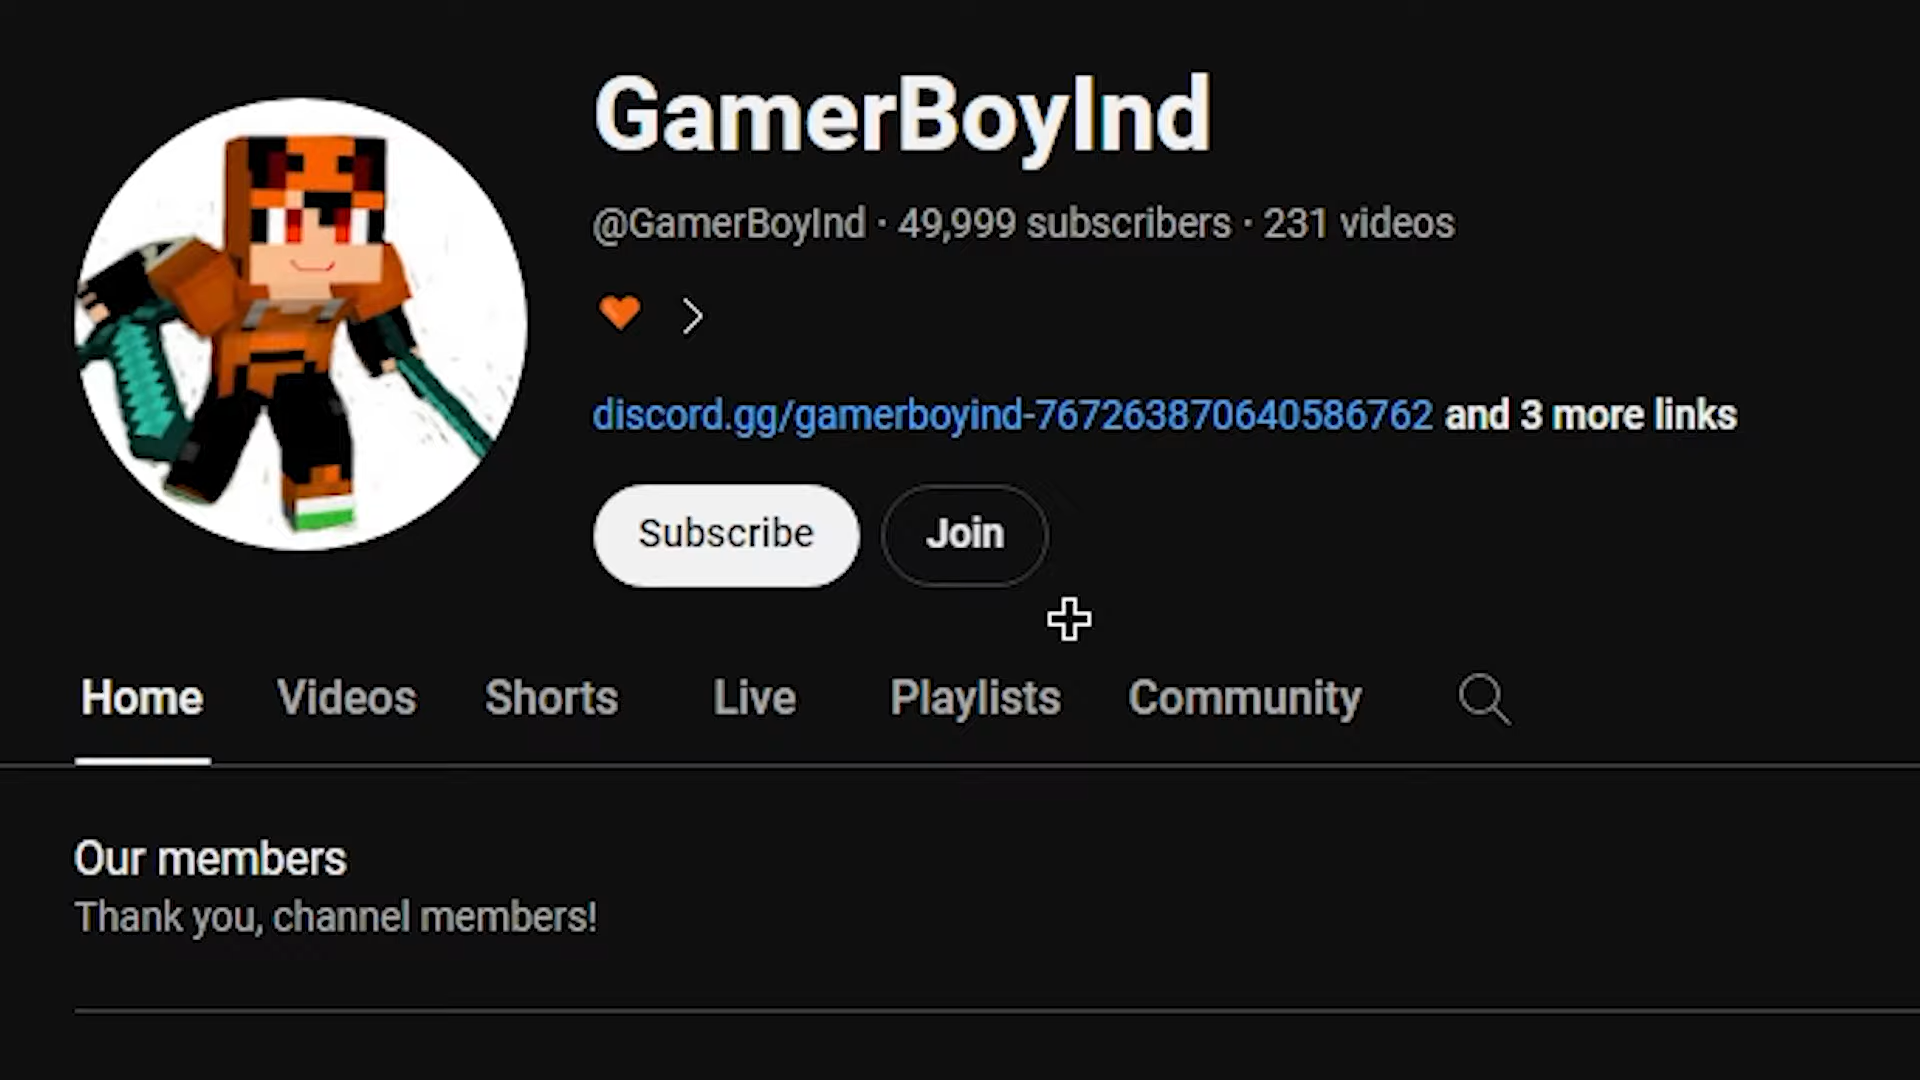 GamerBoyInd
@GamerBoyInd · 49,999 subscribers · 231 videos
🧡 >
discord.gg/gamerboyind-767263870640586762 and 3 more links
Subscribe Join
Home Videos Shorts Live Playlists Community
Our members
Thank you, channel members!